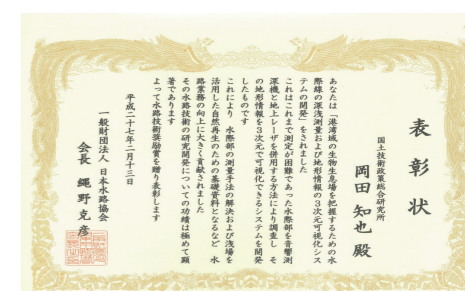 表彰状
国土技術政策総合研究所
岡田 知也 殿
あなたは「港湾域の生物生息場を把握するための水
際線の深浅測量および地形情報の3次元可視化シス
テムの開発」をされました
これはこれまで測定が困難であった水際部を音響測
深機と地上レーザを併用する方法により調査し そ
の地形情報を3次元で可視化できるシステムを開発
したものです
これにより 水際部の測量手法の解決および浅場を
活用した自然再生のための基礎資料となるなど 水
路業務の向上に大きく貢献されました
その水路技術の研究開発についての功績は極めて顕
著であります
よって水路技術奨励賞を贈り表彰します
平成二十七年二月十三日
一般財団法人 日本水路協会
会長 縄野克彦